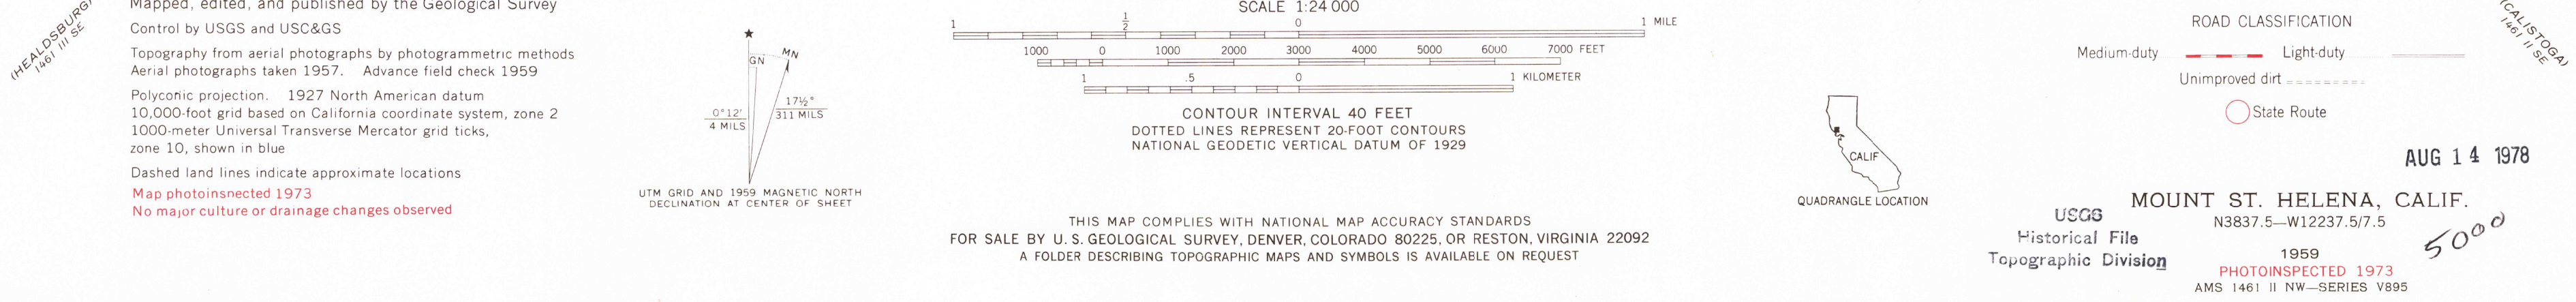 (HEALDSBURG)
1461 III SE
Mapped, edited, and published by the Geological Survey
Control by USGS and USC&GS
Topography from aerial photographs by photogrammetric methods
Aerial photographs taken 1957. Advance field check 1959
Polyconic projection. 1927 North American datum
10,000-foot grid based on California coordinate system, zone 2
1000-meter Universal Transverse Mercator grid ticks,
zone 10, shown in blue
Dashed land lines indicate approximate locations
Map photoinspected 1973
No major culture or drainage changes observed
★
MN
GN
0°12'
4 MILS
17½°
311 MILS
UTM GRID AND 1959 MAGNETIC NORTH
DECLINATION AT CENTER OF SHEET
SCALE 1:24 000
1 ½ 0 1 MILE
1000 0 1000 2000 3000 4000 5000 6000 7000 FEET
1 .5 0 1 KILOMETER
CONTOUR INTERVAL 40 FEET
DOTTED LINES REPRESENT 20-FOOT CONTOURS
NATIONAL GEODETIC VERTICAL DATUM OF 1929
THIS MAP COMPLIES WITH NATIONAL MAP ACCURACY STANDARDS
FOR SALE BY U. S. GEOLOGICAL SURVEY, DENVER, COLORADO 80225, OR RESTON, VIRGINIA 22092
A FOLDER DESCRIBING TOPOGRAPHIC MAPS AND SYMBOLS IS AVAILABLE ON REQUEST
CALIF
QUADRANGLE LOCATION
ROAD CLASSIFICATION
Medium-duty Light-duty
Unimproved dirt
State Route
(CALISTOGA)
1461 II SE
AUG 14 1978
USGS
Historical File
Topographic Division
MOUNT ST. HELENA, CALIF.
N3837.5—W12237.5/7.5
1959
PHOTOINSPECTED 1973
AMS 1461 II NW—SERIES V895
5000